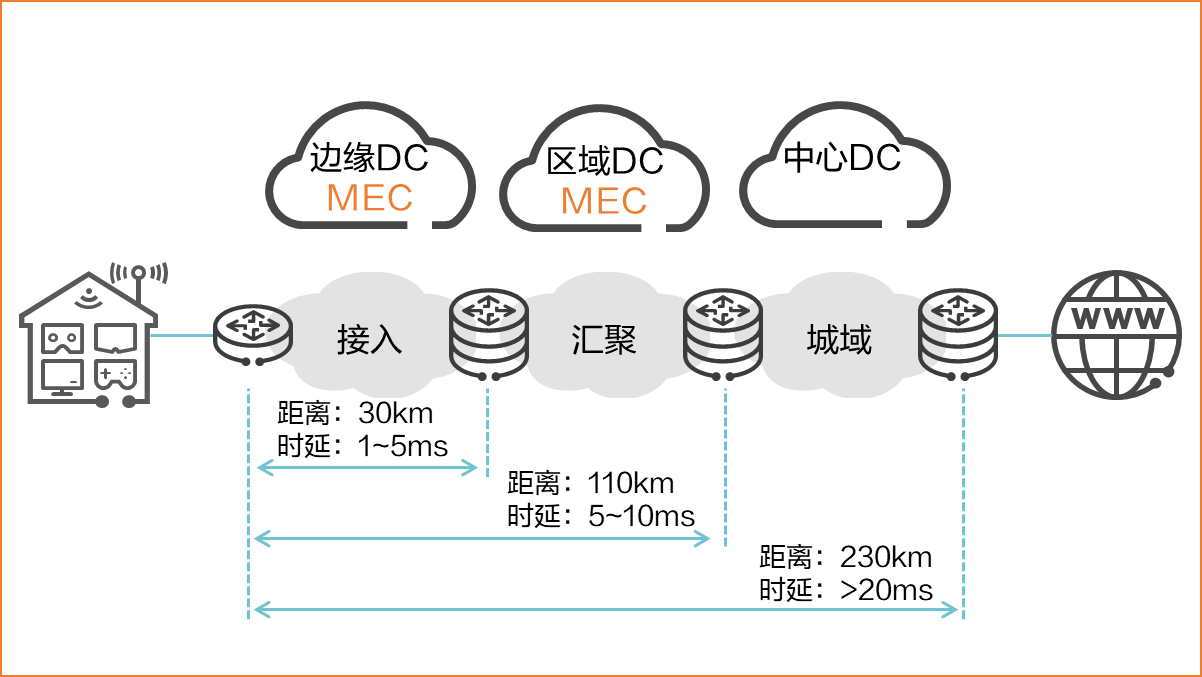 边缘DC
MEC
区域DC
MEC
中心DC
接入
汇聚
城域
WWW
距离：30km
时延：1~5ms
距离：110km
时延：5~10ms
距离：230km
时延：>20ms